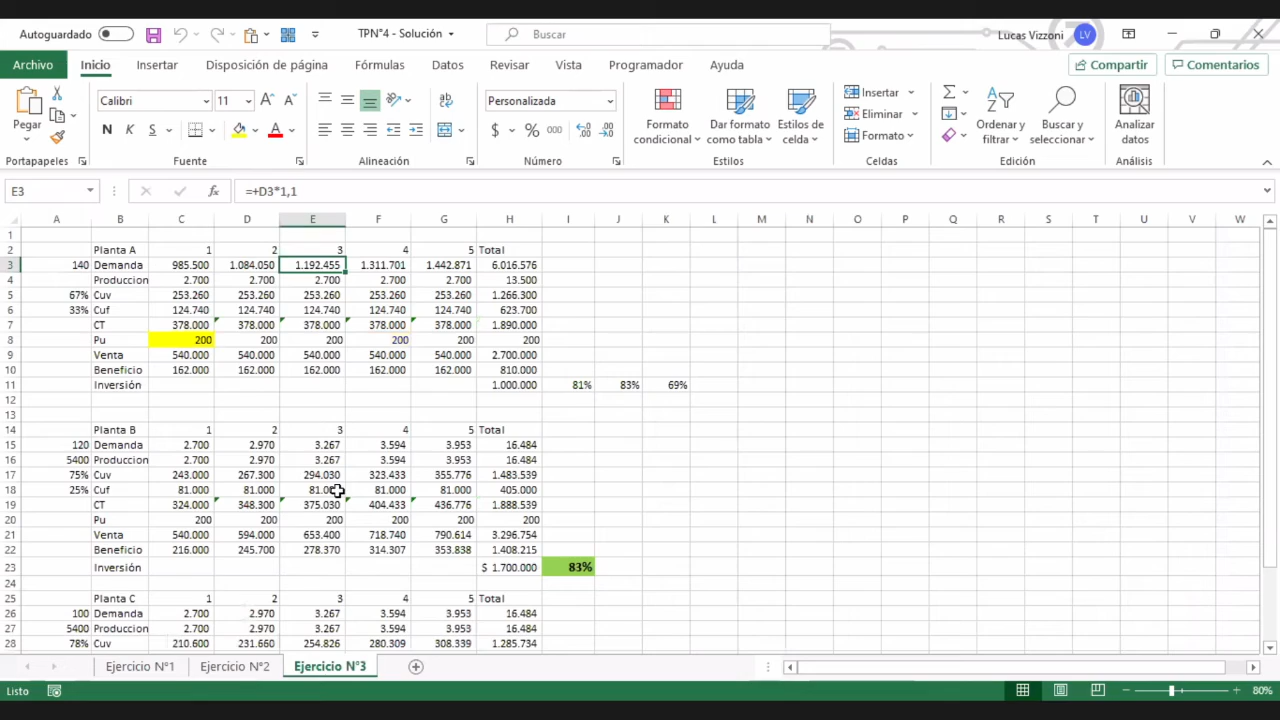 Autoguardado TPN°4 - Solución Buscar Lucas Vizzoni LV
Archivo Inicio Insertar Disposición de página Fórmulas Datos Revisar Vista Programador Ayuda Compartir Comentarios
Pegar Calibri 11 N K S A Personalizada $ % 000 Formato condicional Dar formato como tabla Estilos de celda Insertar Eliminar Formato Ordenar y filtrar Buscar y seleccionar Analizar datos
Portapapeles Fuente Alineación Número Estilos Celdas Edición Análisis
E3 fx =+D3*1,1
A B C D E F G H I J K L M N O P Q R S T U V W
1
2 Planta A 1 2 3 4 5 Total
3 140 Demanda 985.500 1.084.050 1.192.455 1.311.701 1.442.871 6.016.576
4 Produccion 2.700 2.700 2.700 2.700 2.700 13.500
5 67% Cuv 253.260 253.260 253.260 253.260 253.260 1.266.300
6 33% Cuf 124.740 124.740 124.740 124.740 124.740 623.700
7 CT 378.000 378.000 378.000 378.000 378.000 1.890.000
8 Pu 200 200 200 200 200 200
9 Venta 540.000 540.000 540.000 540.000 540.000 2.700.000
10 Beneficio 162.000 162.000 162.000 162.000 162.000 810.000
11 Inversión 1.000.000 81% 83% 69%
12
13
14 Planta B 1 2 3 4 5 Total
15 120 Demanda 2.700 2.970 3.267 3.594 3.953 16.484
16 5400 Produccion 2.700 2.970 3.267 3.594 3.953 16.484
17 75% Cuv 243.000 267.300 294.030 323.433 355.776 1.483.539
18 25% Cuf 81.000 81.000 81.00 81.000 81.000 405.000
19 CT 324.000 348.300 375.030 404.433 436.776 1.888.539
20 Pu 200 200 200 200 200 200
21 Venta 540.000 594.000 653.400 718.740 790.614 3.296.754
22 Beneficio 216.000 245.700 278.370 314.307 353.838 1.408.215
23 Inversión $ 1.700.000 83%
24
25 Planta C 1 2 3 4 5 Total
26 100 Demanda 2.700 2.970 3.267 3.594 3.953 16.484
27 5400 Produccion 2.700 2.970 3.267 3.594 3.953 16.484
28 78% Cuv 210.600 231.660 254.826 280.309 308.339 1.285.734
Ejercicio N°1 Ejercicio N°2 Ejercicio N°3
Listo 80%